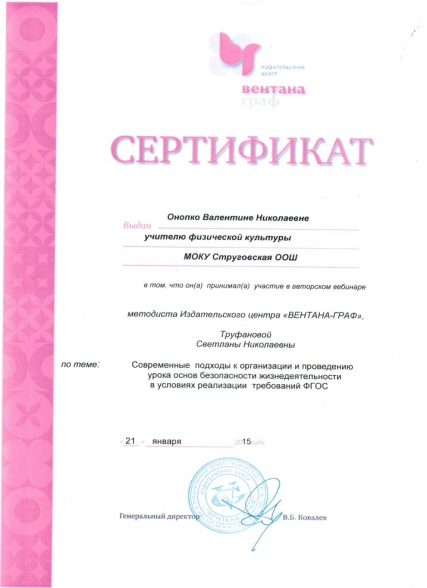 ИЗДАТЕЛЬСКИЙ
ЦЕНТР
вентана
граф
СЕРТИФИКАТ
Онопко Валентине Николаевне
Выдан
учителю физической культуры
МОКУ Струговская ООШ
в том, что он(а) принимал(а) участие в авторском вебинаре
методиста Издательского центра «ВЕНТАНА-ГРАФ»,
Труфановой
Светланы Николаевны
по теме: Современные подходы к организации и проведению
урока основ безопасности жизнедеятельности
в условиях реализации требований ФГОС
«21 - января 2015 года
Генеральный директор В.Б. Ковалев